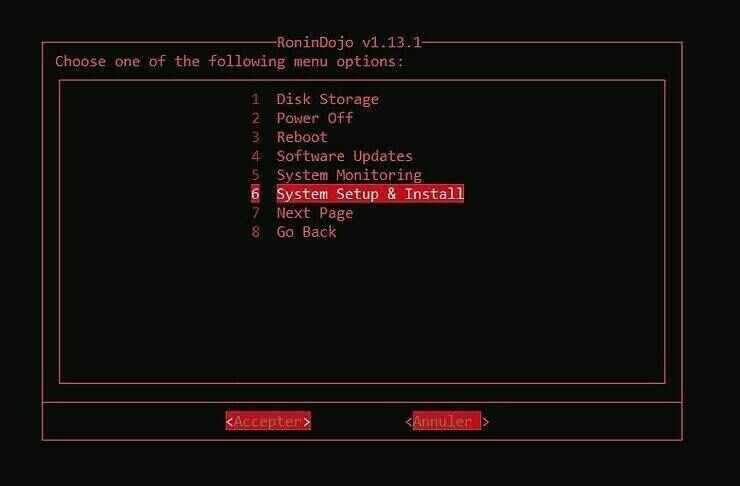 RoninDojo v1.13.1
Choose one of the following menu options:
1 Disk Storage
2 Power Off
3 Reboot
4 Software Updates
5 System Monitoring
6 System Setup & Install
7 Next Page
8 Go Back
<Accepter> <Annuler >